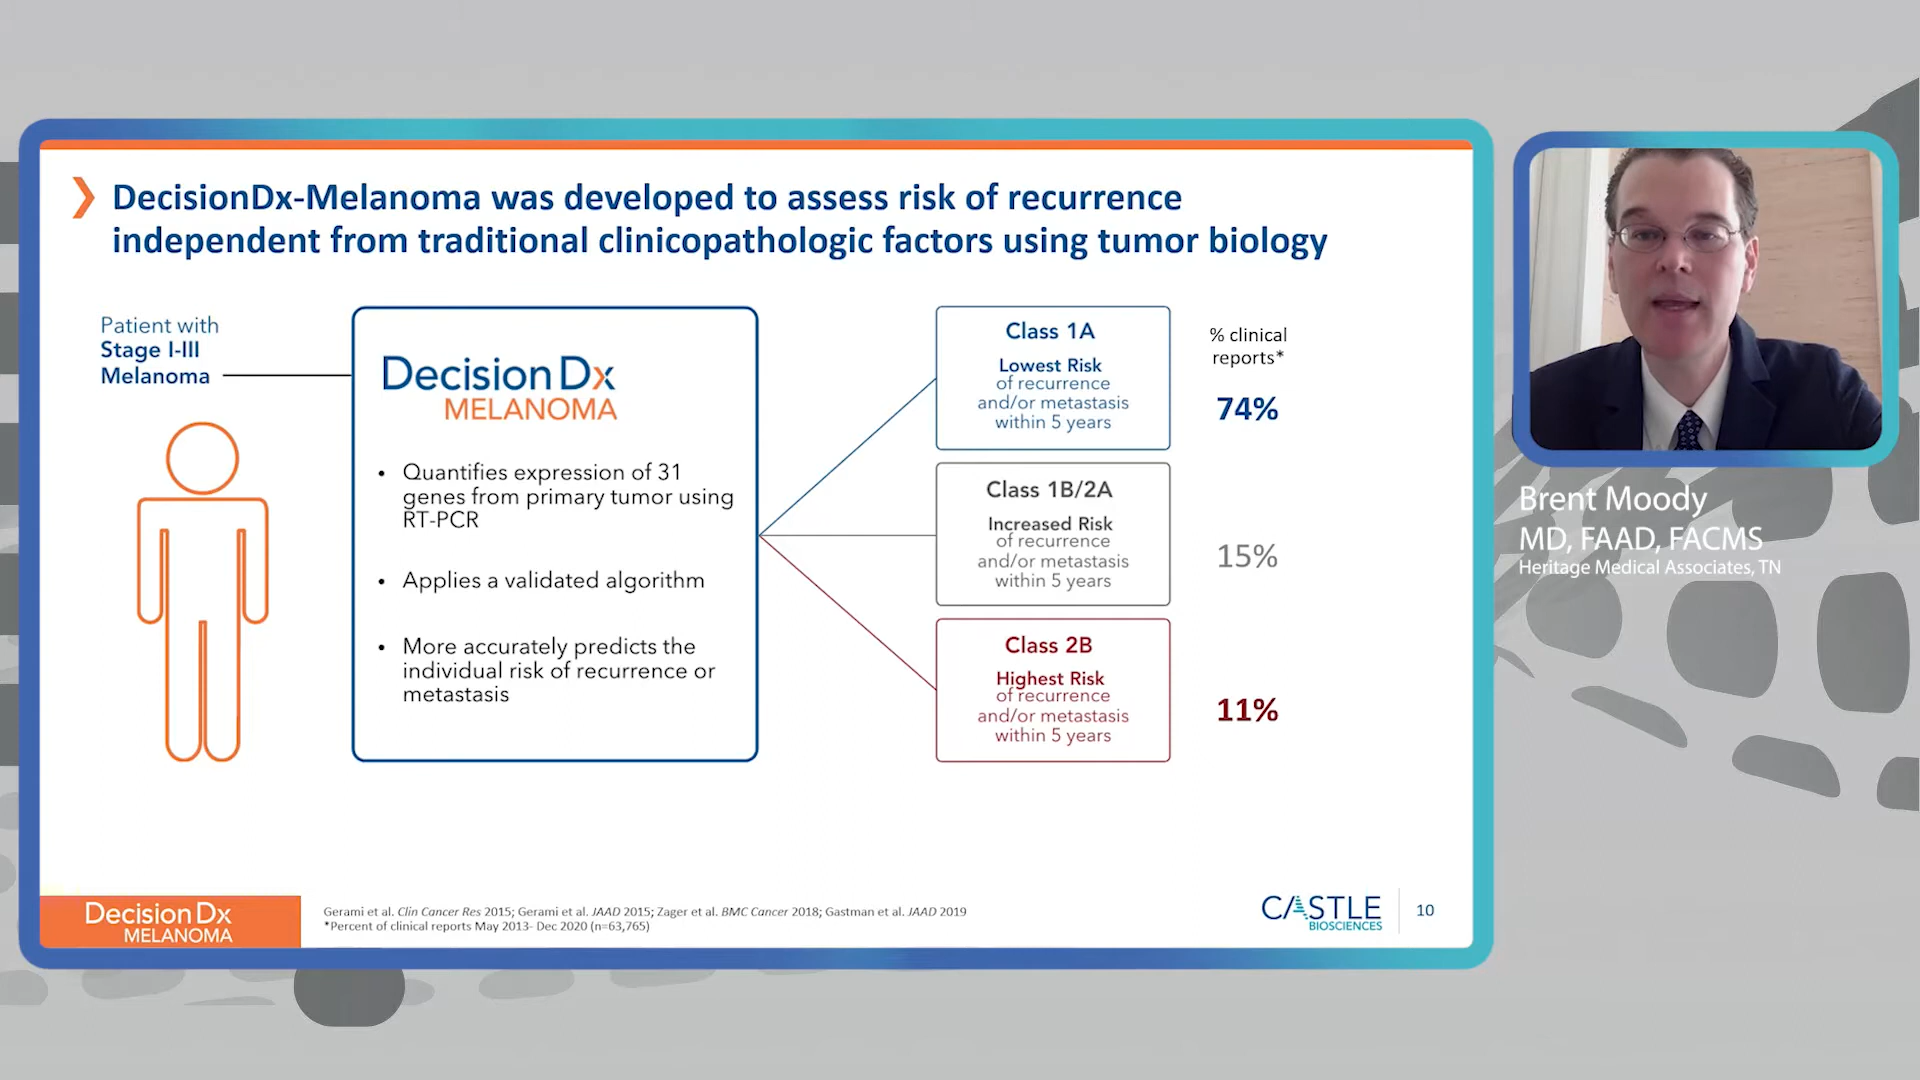 DecisionDx-Melanoma was developed to assess risk of recurrence
independent from traditional clinicopathologic factors using tumor biology
Patient with
Stage I-III
Melanoma
DecisionDx
MELANOMA
• Quantifies expression of 31
genes from primary tumor using
RT-PCR
• Applies a validated algorithm
• More accurately predicts the
individual risk of recurrence or
metastasis
Class 1A
Lowest Risk
of recurrence
and/or metastasis
within 5 years
% clinical
reports*
74%
Class 1B/2A
Increased Risk
of recurrence
and/or metastasis
within 5 years
15%
Class 2B
Highest Risk
of recurrence
and/or metastasis
within 5 years
11%
DecisionDx
MELANOMA
Gerami et al. Clin Cancer Res 2015; Gerami et al. JAAD 2015; Zager et al. BMC Cancer 2018; Gastman et al. JAAD 2019
*Percent of clinical reports May 2013- Dec 2020 (n=63,765)
CASTLE
BIOSCIENCES
10
Brent Moody
MD, FAAD, FACMS
Heritage Medical Associates, TN